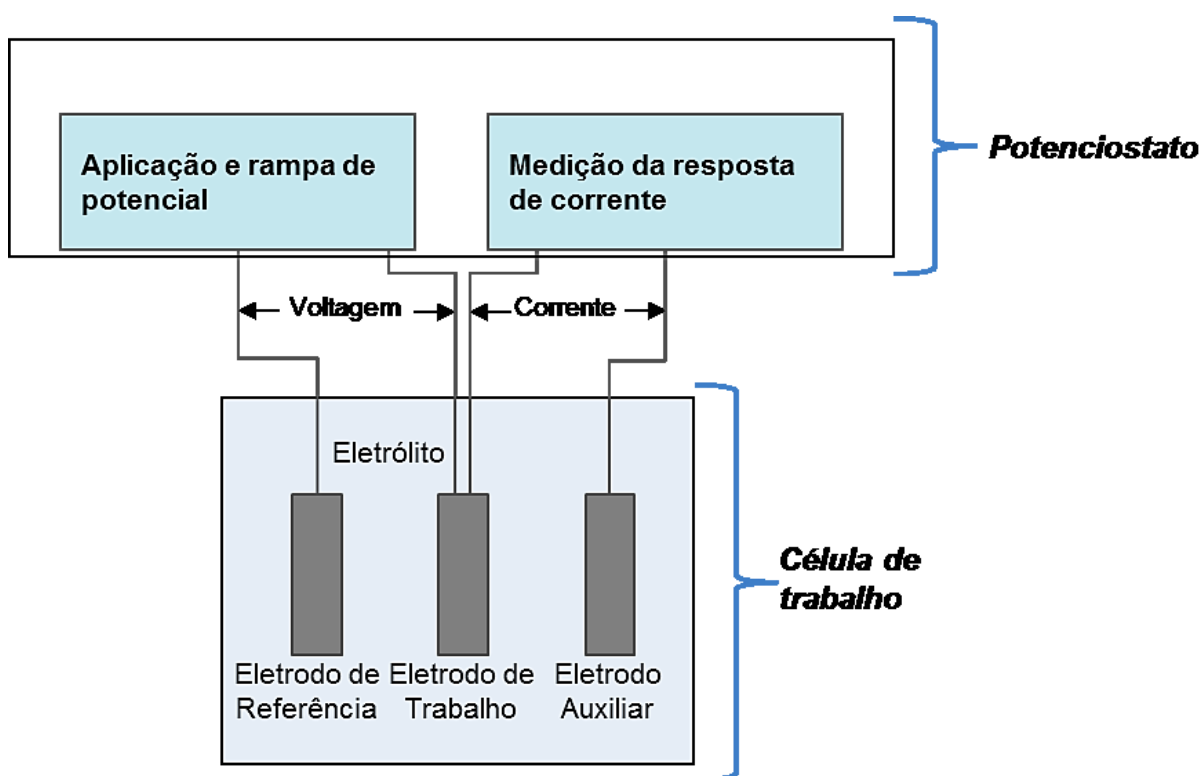 Aplicação e rampa de
potencial
Medição da resposta
de corrente
Potenciostato
Voltagem
Corrente
Eletrólito
Célula de
trabalho
Eletrodo de
Referência
Eletrodo de
Trabalho
Eletrodo
Auxiliar